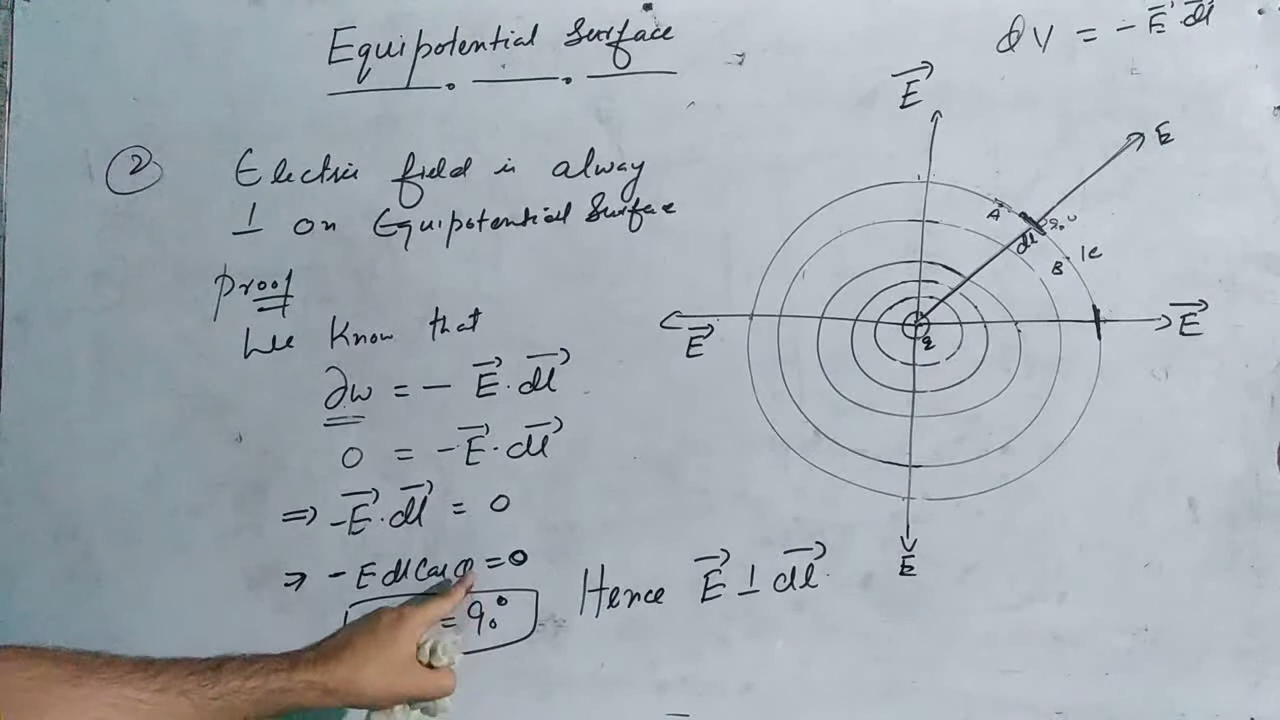 Equipotential Surface
dV = - E⃗ . dl⃗
② Electric field is alway
⊥ on Equipotential Surface
Proof
We know that
∂w = - E⃗ . dl⃗
0 = - E⃗ . dl⃗
⇒ - E⃗ . dl⃗ = 0
⇒ - E dl Cos θ = 0
= 90°
Hence E⃗ ⊥ dl⃗
E⃗
E
A
90°
dl
B
E⃗
q
E⃗
E